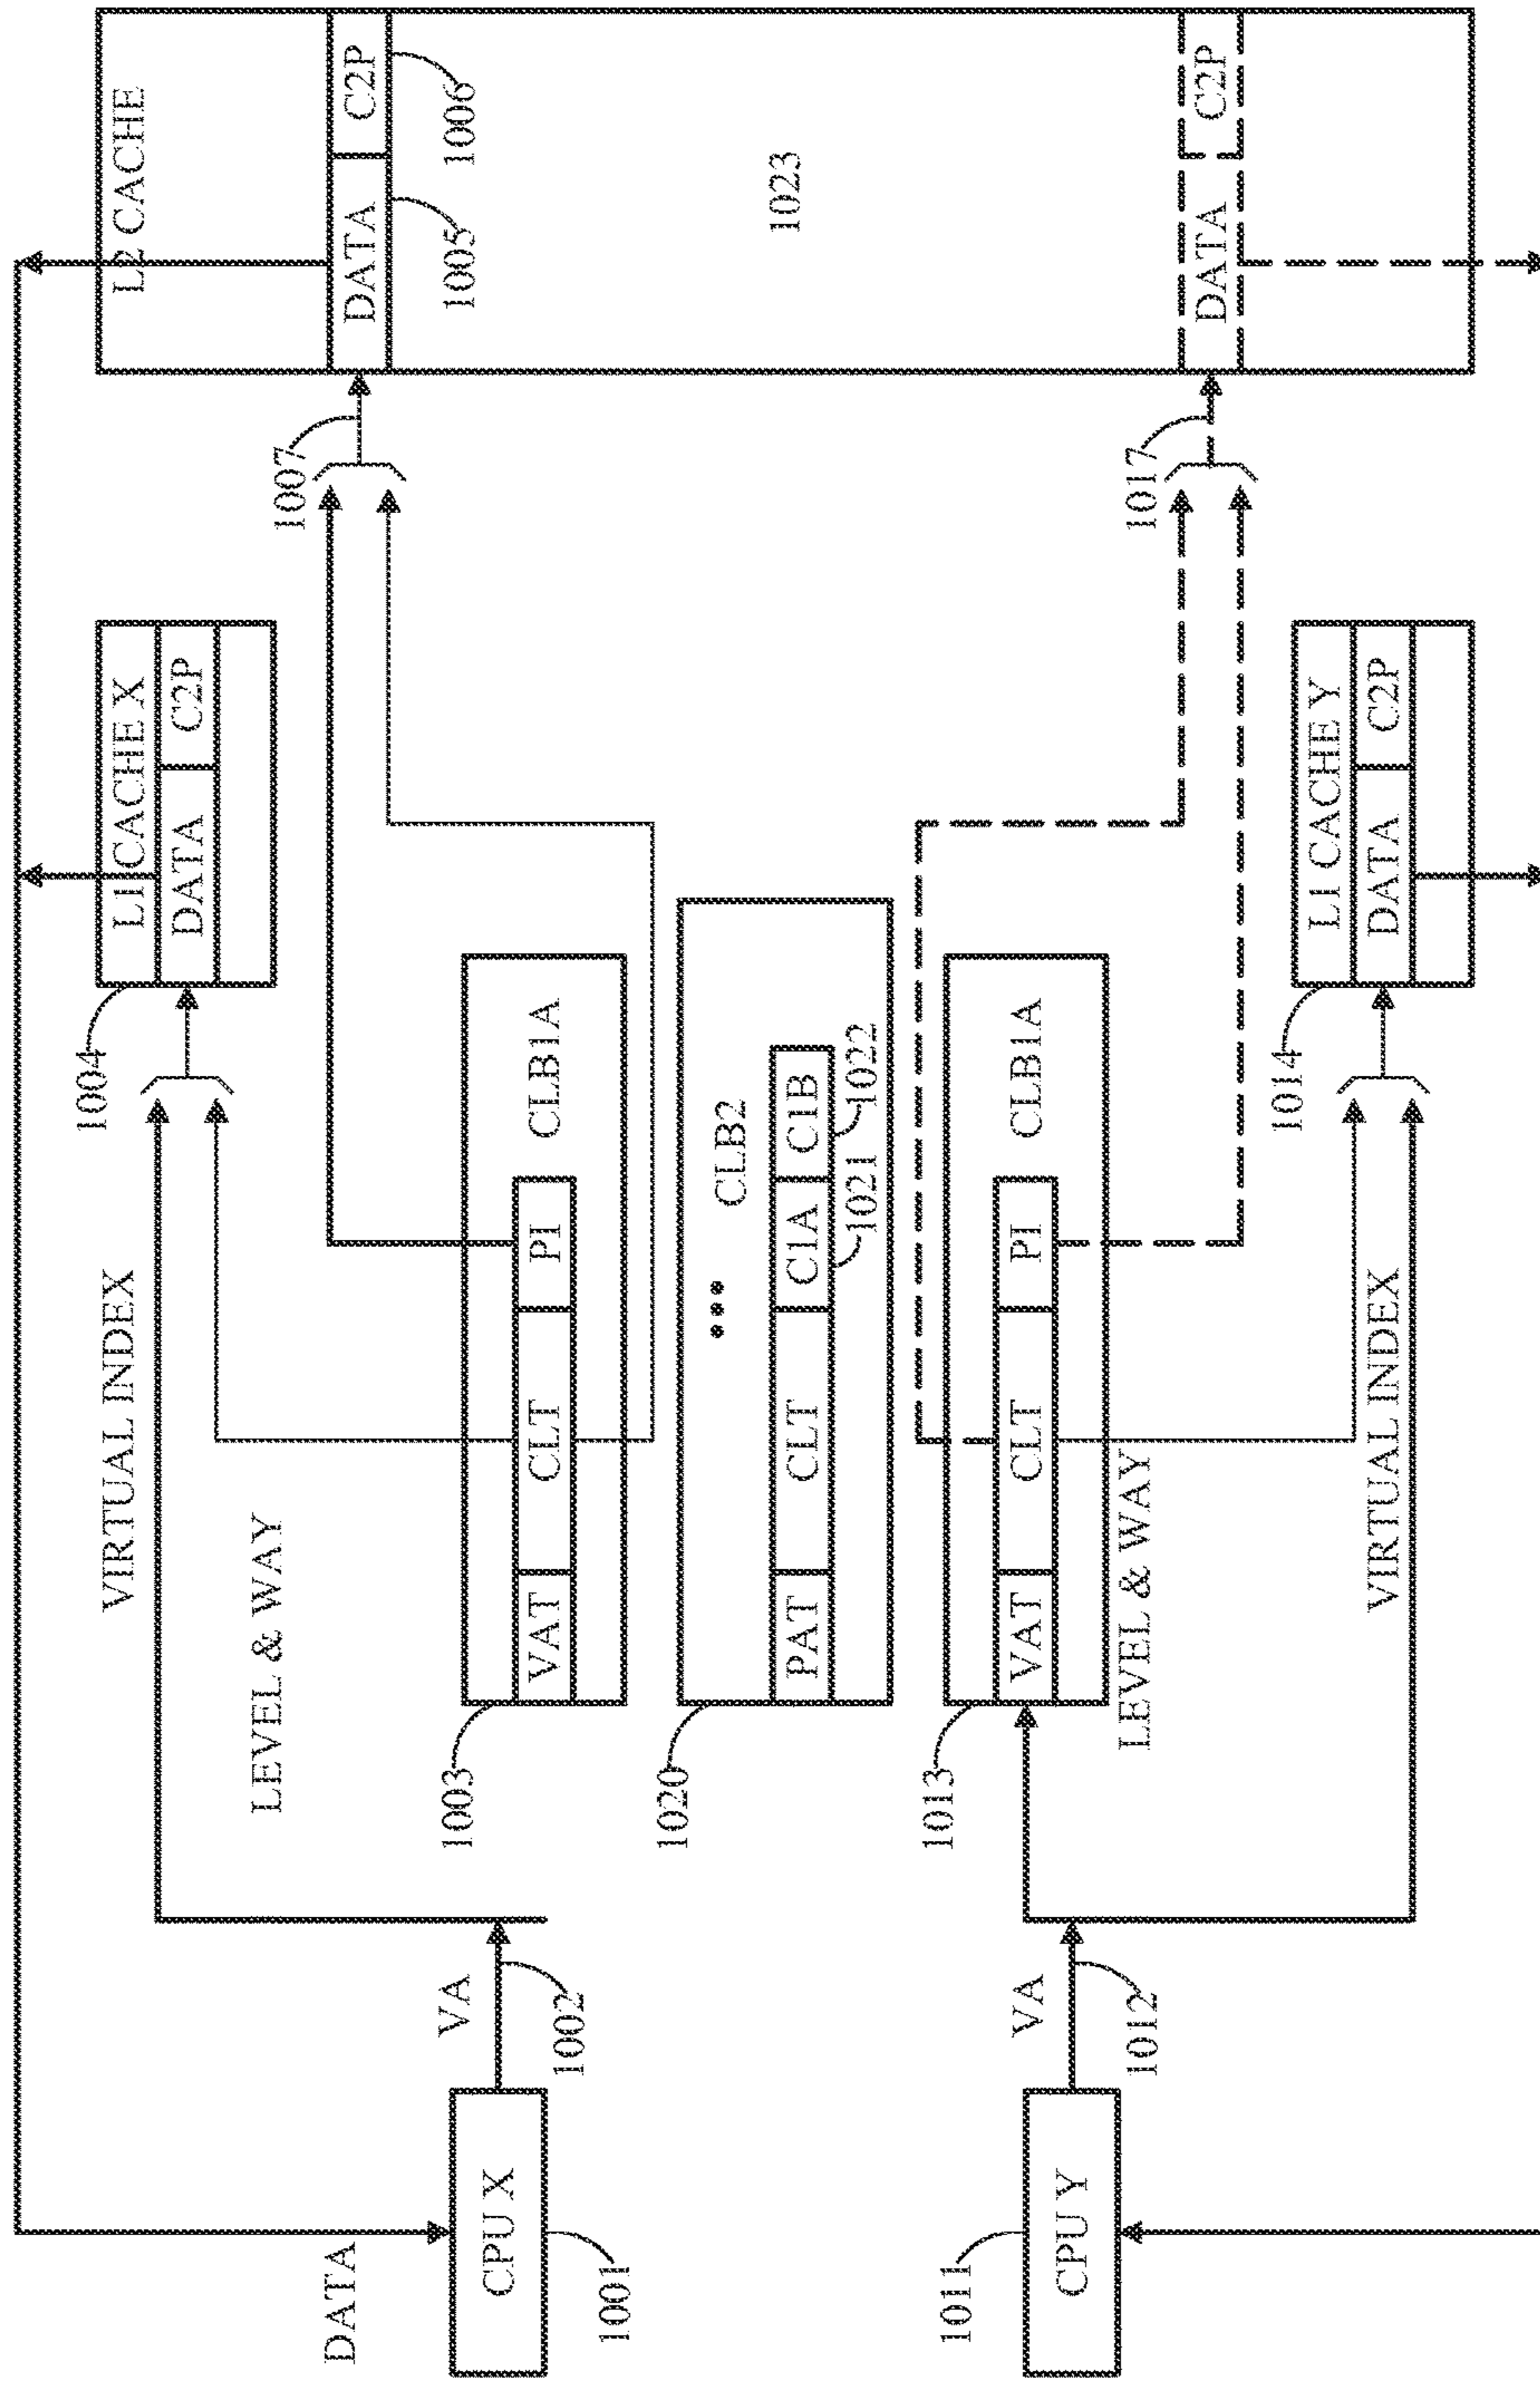 DATA
CPU X
1001
VA
1002
VIRTUAL INDEX
LEVEL & WAY
1003
VAT
CLT
PI
CLB1A
1004
L1 CACHE X
DATA
C2P
1007
L2 CACHE
DATA
C2P
1005
1006
1020
CLB2
PAT
CLT
C1A
C1B
1021
1022
1023
CPU Y
1011
VA
1012
1013
VAT
CLT
PI
CLB1A
LEVEL & WAY
VIRTUAL INDEX
1014
L1 CACHE Y
DATA
C2P
1017
DATA
C2P